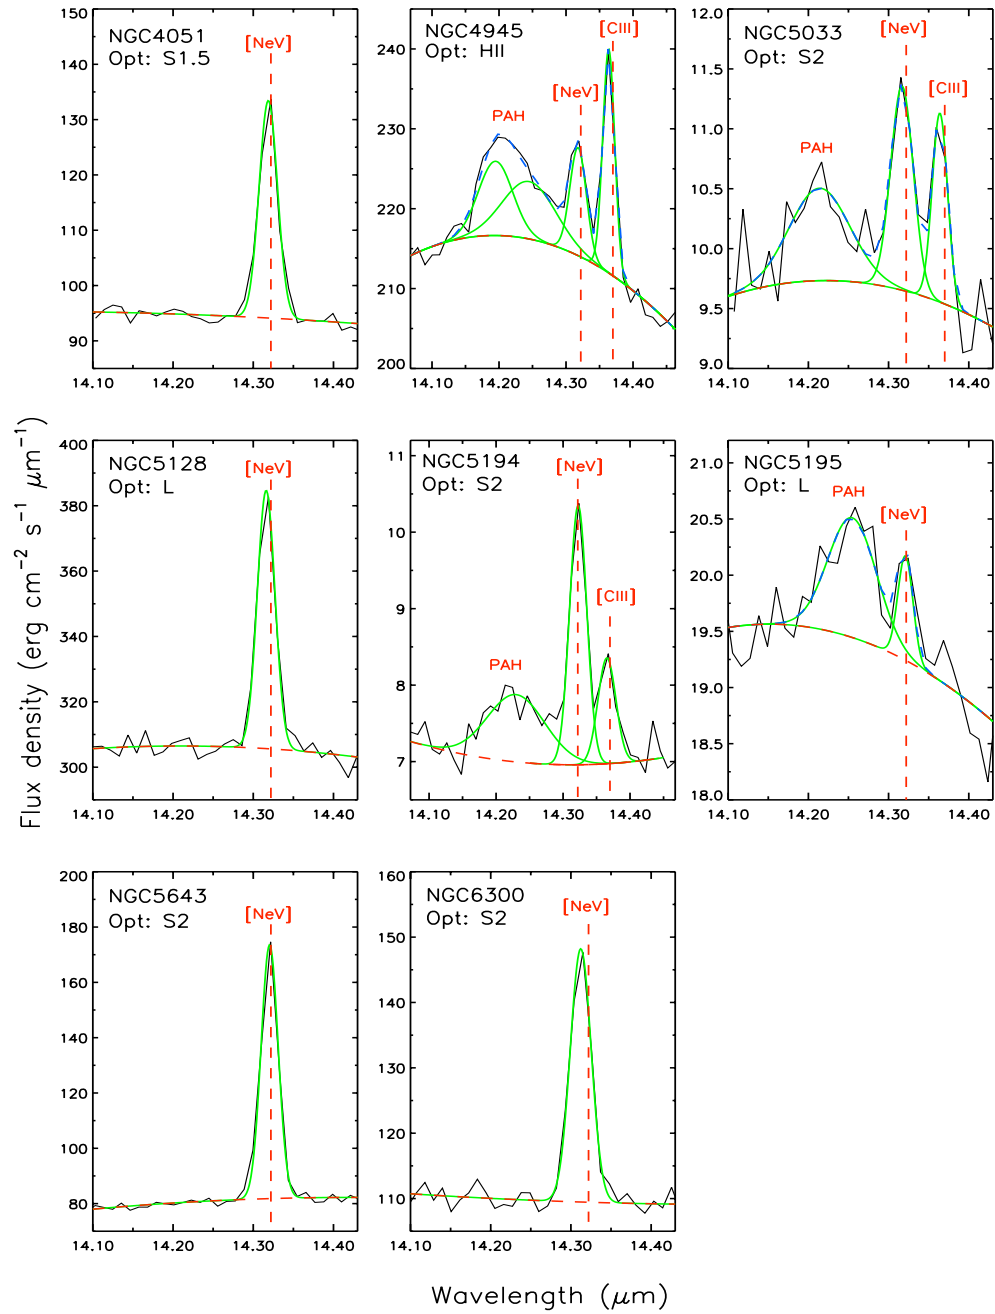 NGC4051
Opt: S1.5
[NeV]
150
140
130
120
110
100
90
14.10 14.20 14.30 14.40
NGC4945
Opt: HII
[CIII]
[NeV]
PAH
240
230
220
210
200
14.10 14.20 14.30 14.40
NGC5033
Opt: S2
[NeV]
[CIII]
PAH
12.0
11.5
11.0
10.5
10.0
9.5
9.0
14.10 14.20 14.30 14.40
Flux density (erg cm⁻² s⁻¹ μm⁻¹)
NGC5128
Opt: L
[NeV]
400
380
360
340
320
300
14.10 14.20 14.30 14.40
NGC5194
Opt: S2
[NeV]
[CIII]
PAH
11
10
9
8
7
14.10 14.20 14.30 14.40
NGC5195
Opt: L
PAH
[NeV]
21.0
20.5
20.0
19.5
19.0
18.5
18.0
14.10 14.20 14.30 14.40
NGC5643
Opt: S2
[NeV]
200
180
160
140
120
100
80
14.10 14.20 14.30 14.40
NGC6300
Opt: S2
[NeV]
160
150
140
130
120
110
14.10 14.20 14.30 14.40
Wavelength (μm)